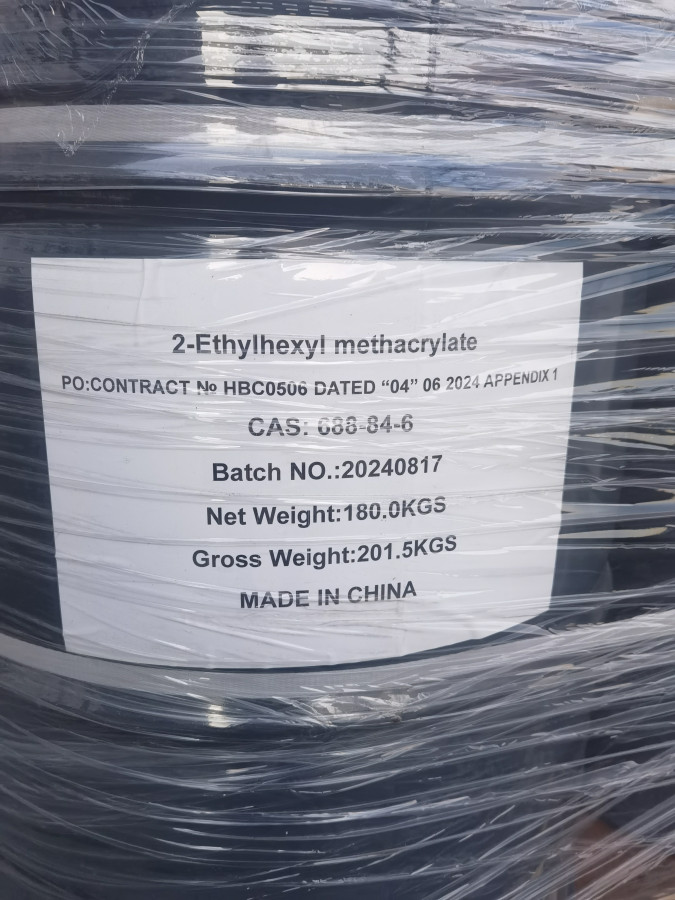 2-Ethylhexyl methacrylate
PO:CONTRACT № HBC0506 DATED “04” 06 2024 APPENDIX 1
CAS: 688-84-6
Batch NO.:20240817
Net Weight:180.0KGS
Gross Weight:201.5KGS
MADE IN CHINA